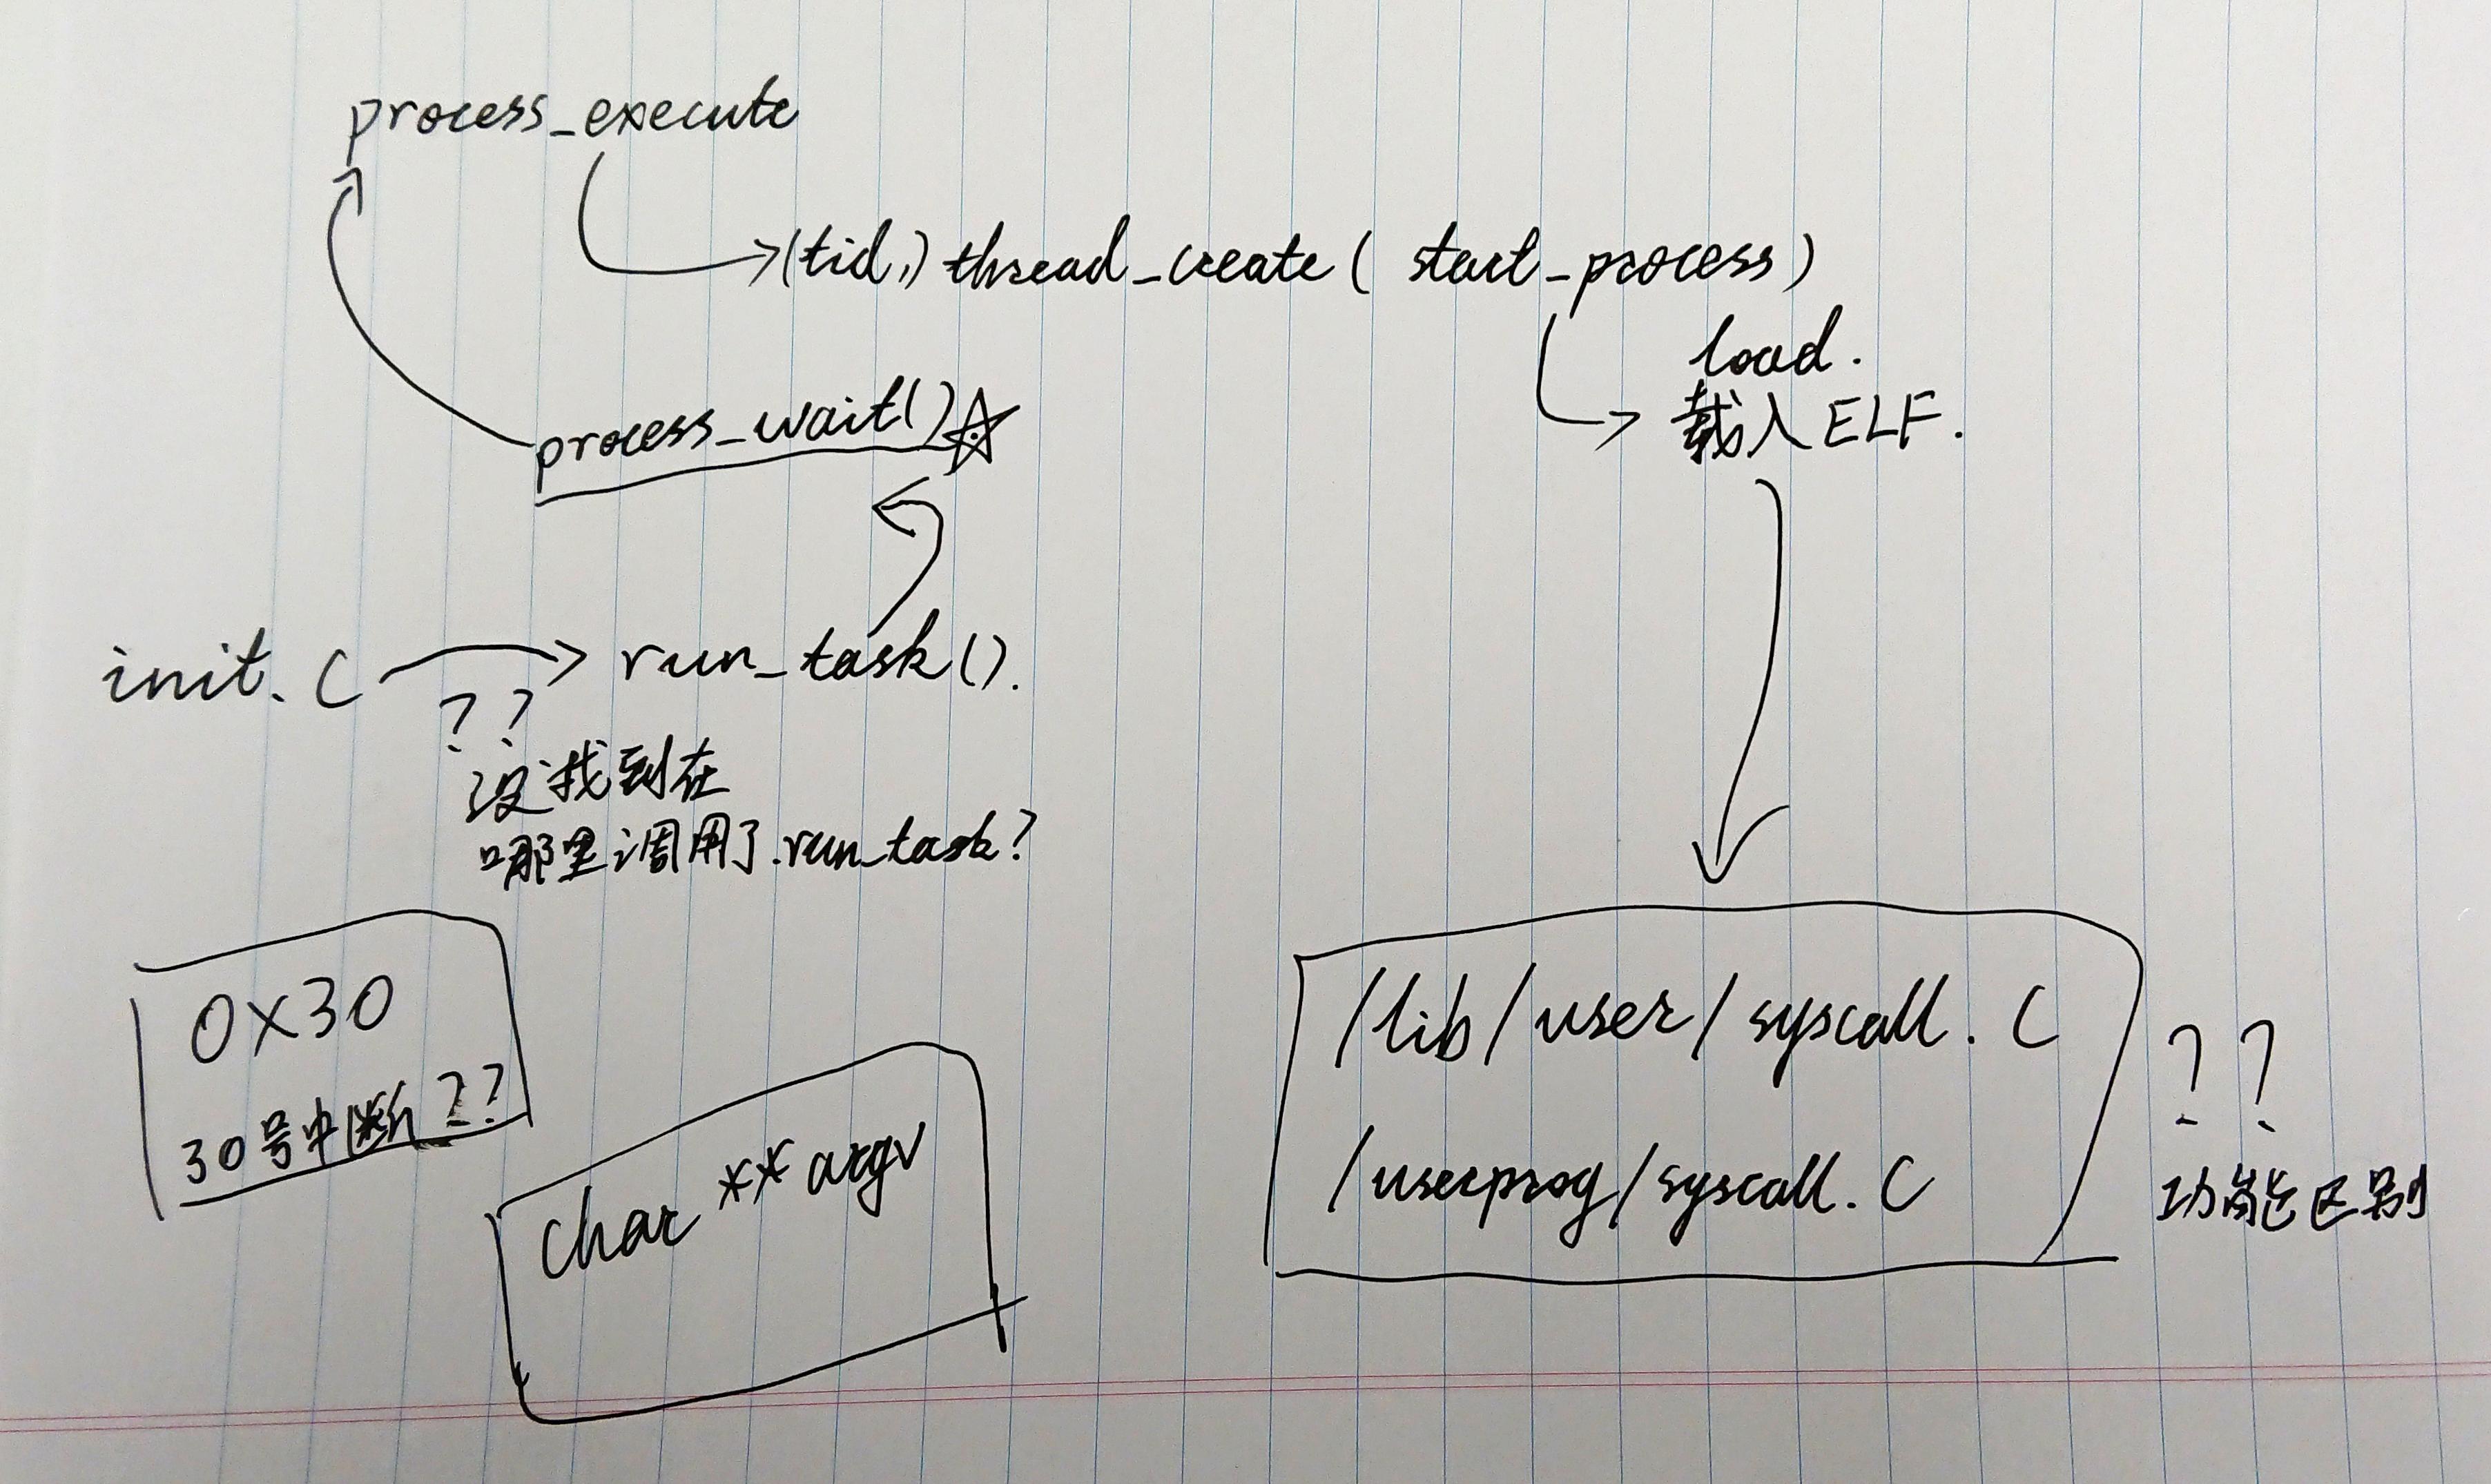 process_execute
(tid,) thread_create( start_process)
load.
载入ELF.
process_wait()
init.C
run_task().
??
没找到在
哪里调用了.run_task?
0x30
30号中断??
char **argv
/lib/user/syscall.C
/userprog/syscall.C
??
功能区别